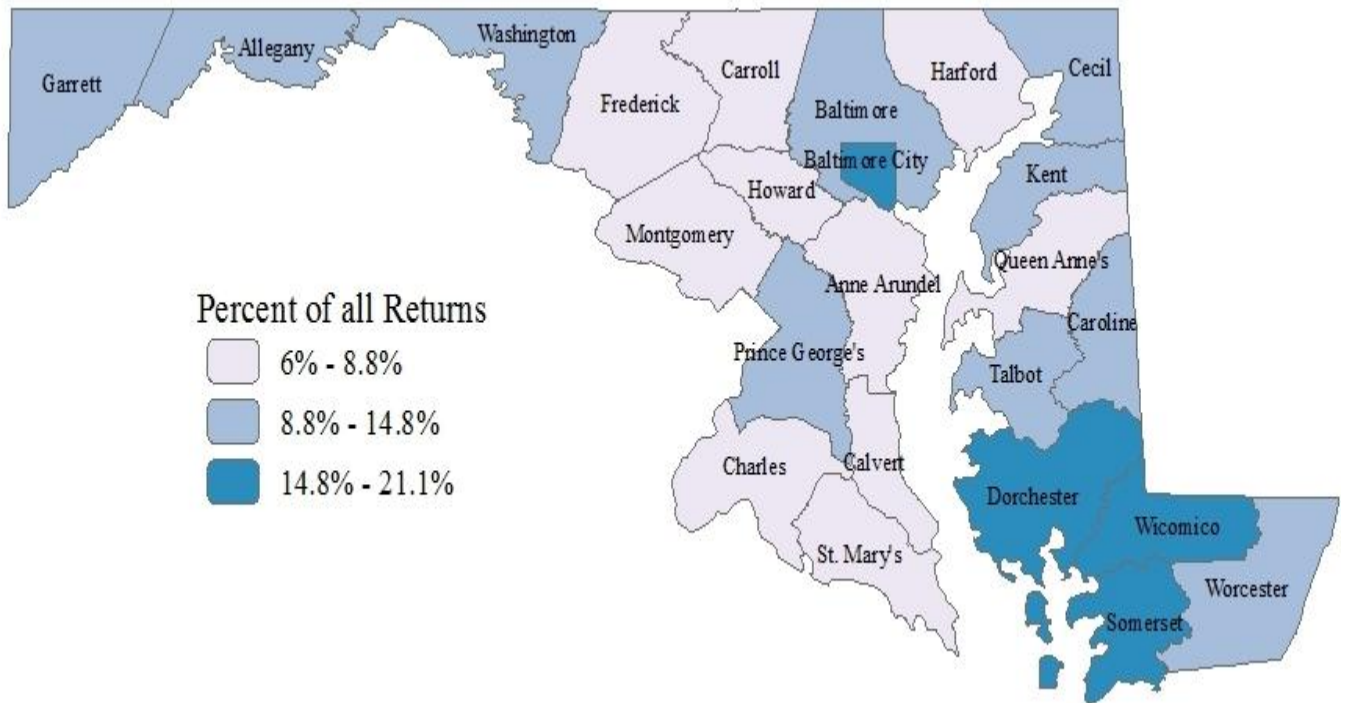 Garrett
Allegany
Washington
Frederick
Carroll
Baltimore
Harford
Cecil
Baltimore City
Howard
Kent
Montgomery
Anne Arundel
Queen Anne's
Prince George's
Caroline
Talbot
Charles
Calvert
St. Mary's
Dorchester
Wicomico
Worcester
Somerset
Percent of all Returns
6% - 8.8%
8.8% - 14.8%
14.8% - 21.1%